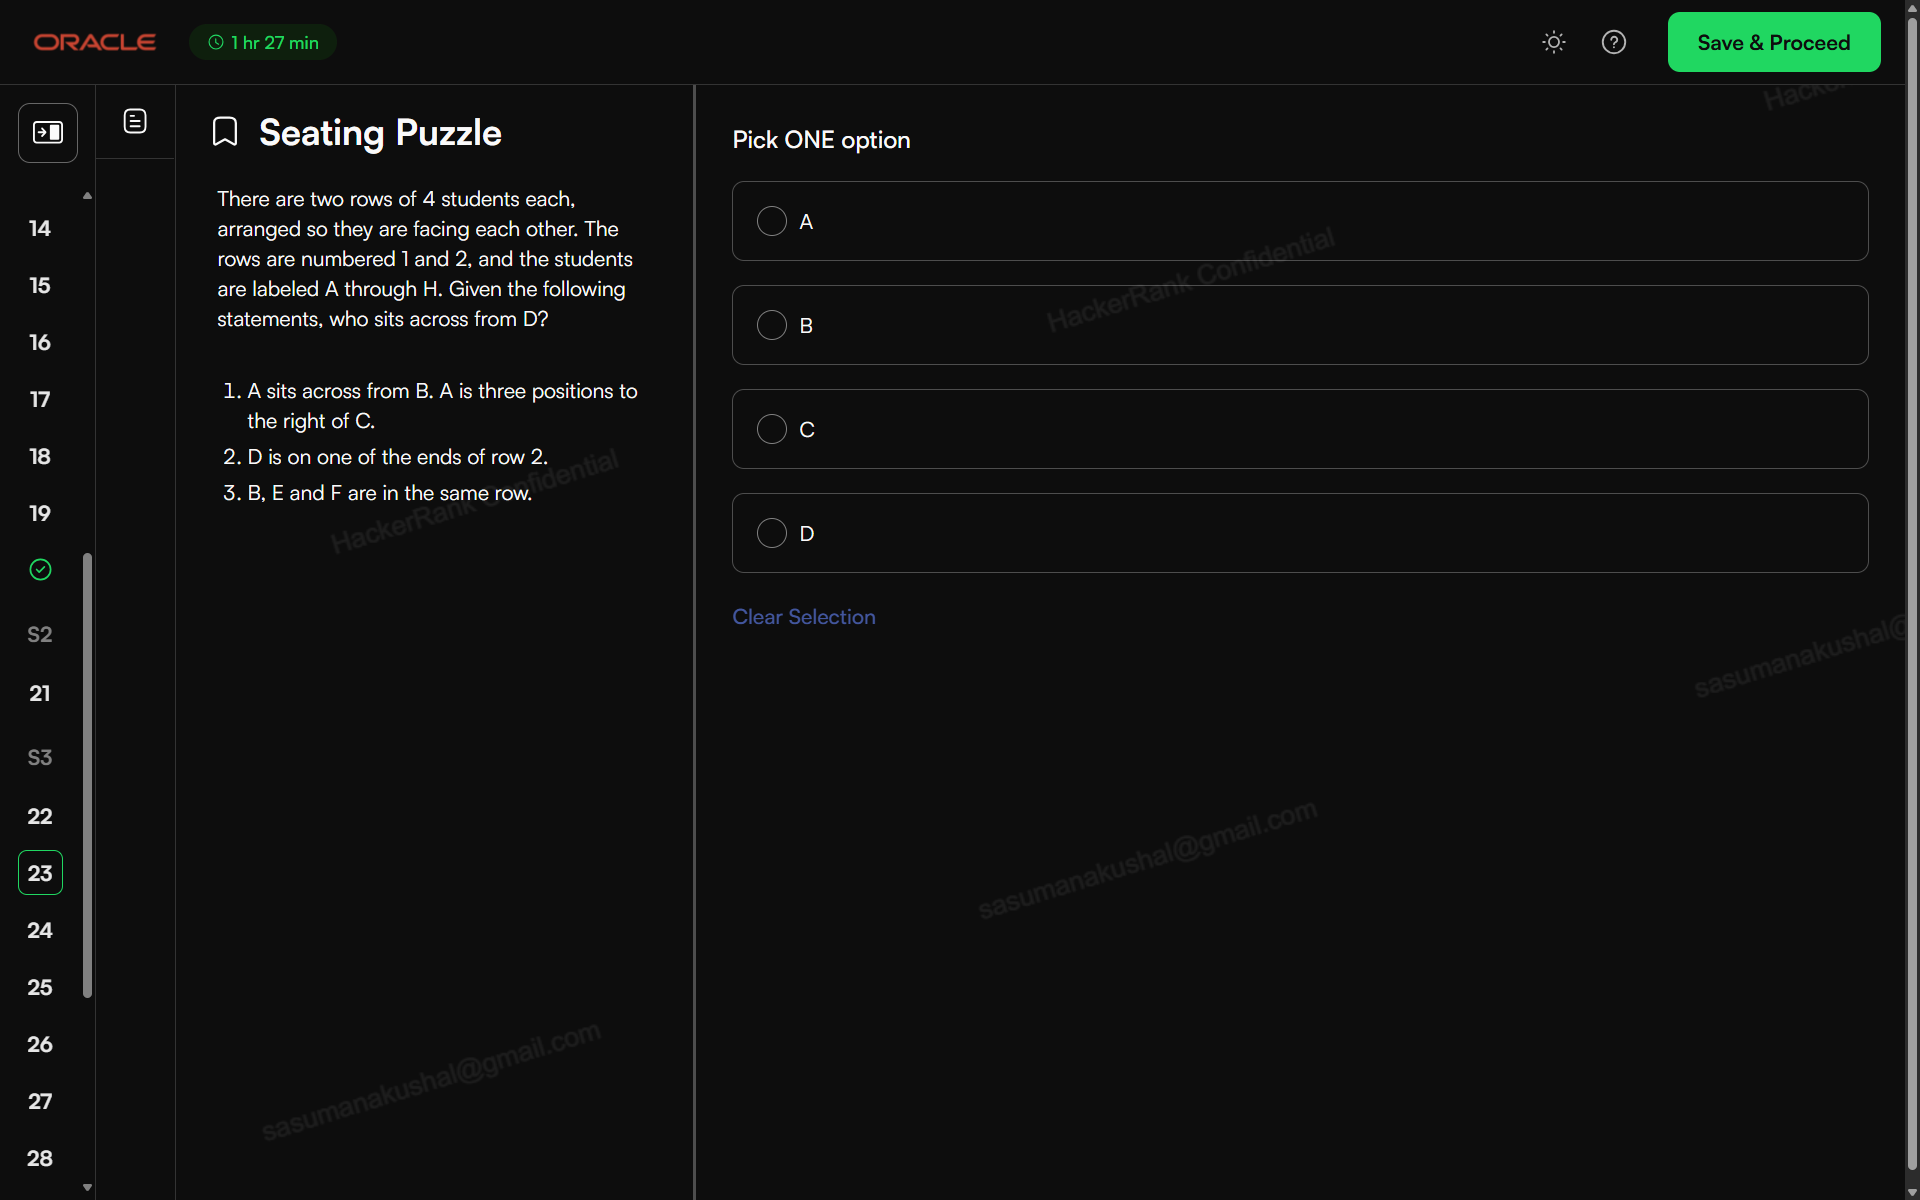 ORACLE
1 hr 27 min
Save & Proceed
14
15
16
17
18
19
S2
21
S3
22
23
24
25
26
27
28
Seating Puzzle
There are two rows of 4 students each,
arranged so they are facing each other. The
rows are numbered 1 and 2, and the students
are labeled A through H. Given the following
statements, who sits across from D?
1. A sits across from B. A is three positions to
the right of C.
2. D is on one of the ends of row 2.
3. B, E and F are in the same row.
Pick ONE option
A
B
C
D
Clear Selection
HackerRank Confidential
HackerRank Confidential
sasumanakushal@gmail.com
sasumanakushal@gmail.com
sasumanakushal@